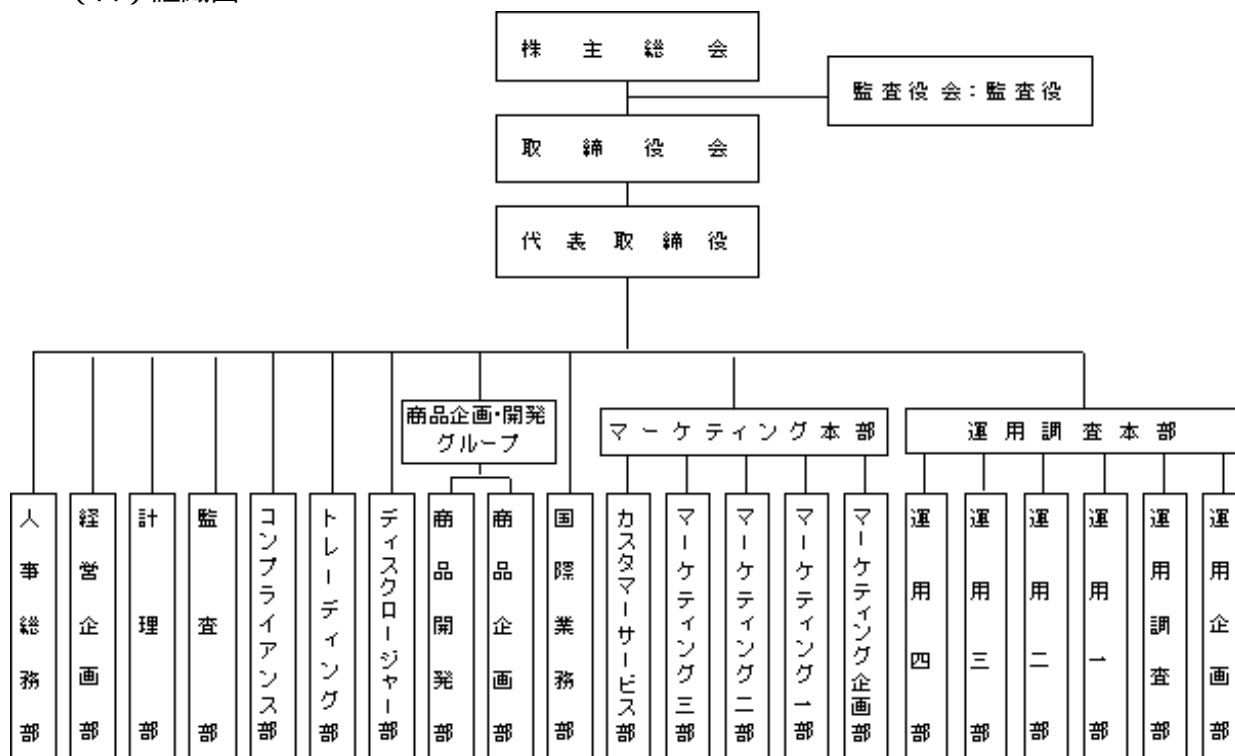 株主総会
監査役会：監査役
取締役会
代表取締役
商品企画・開発
グループ
マーケティング本部
運用調査本部
人事総務部
経営企画部
計理部
監査部
コンプライアンス部
トレーディング部
ディスクロージャー部
商品開発部
商品企画部
国際業務部
カスタマーサービス部
マーケティング三部
マーケティング二部
マーケティング一部
マーケティング企画部
運用四部
運用三部
運用二部
運用一部
運用調査部
運用企画部